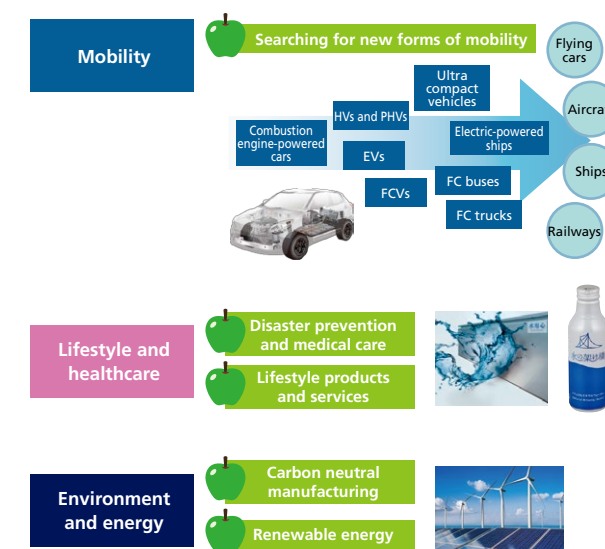 Mobility
Searching for new forms of mobility
Flying
cars
Ultra
compact
vehicles
Aircra
HVs and PHVs
Combustion
engine-powered
cars
Electric-powered
ships
EVs
Ships
FCVs
FC buses
FC trucks
Railways
Lifestyle and
healthcare
Disaster prevention
and medical care
Lifestyle products
and services
Environment
and energy
Carbon neutral
manufacturing
Renewable energy